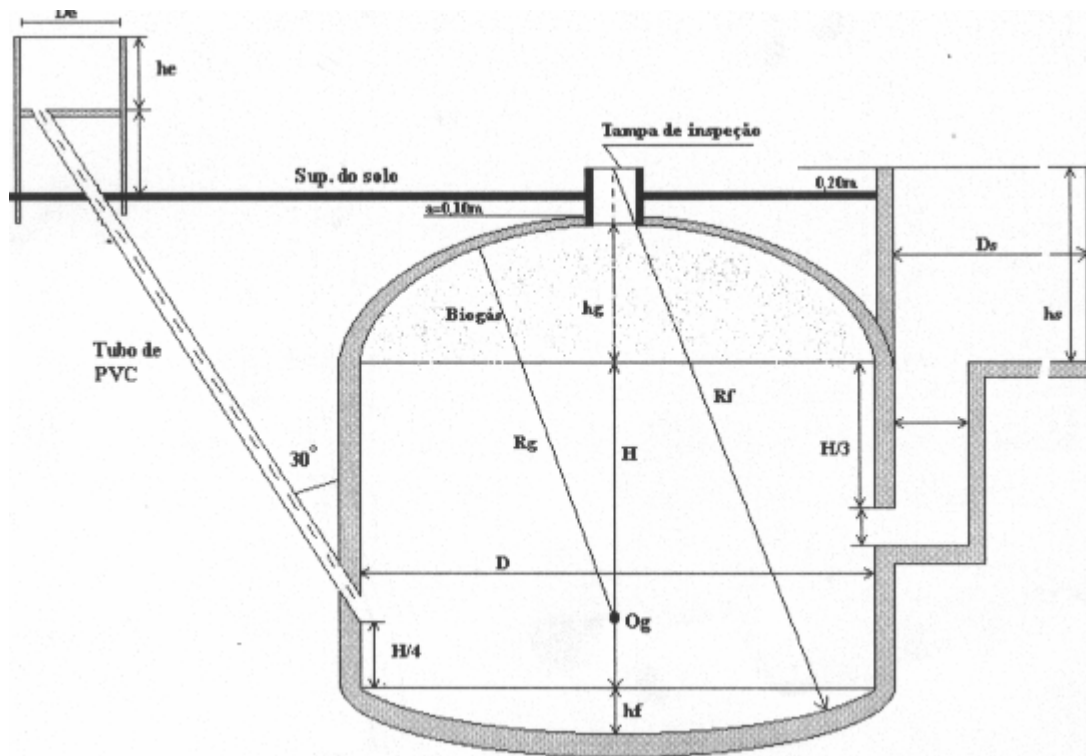 De
he
Tampa de inspeção
Sup. do solo
0,20m
a=0,10m
Ds
Biogás
hg
hs
Tubo de
PVC
Rf
Rg
H
H/3
30°
D
Og
H/4
hf